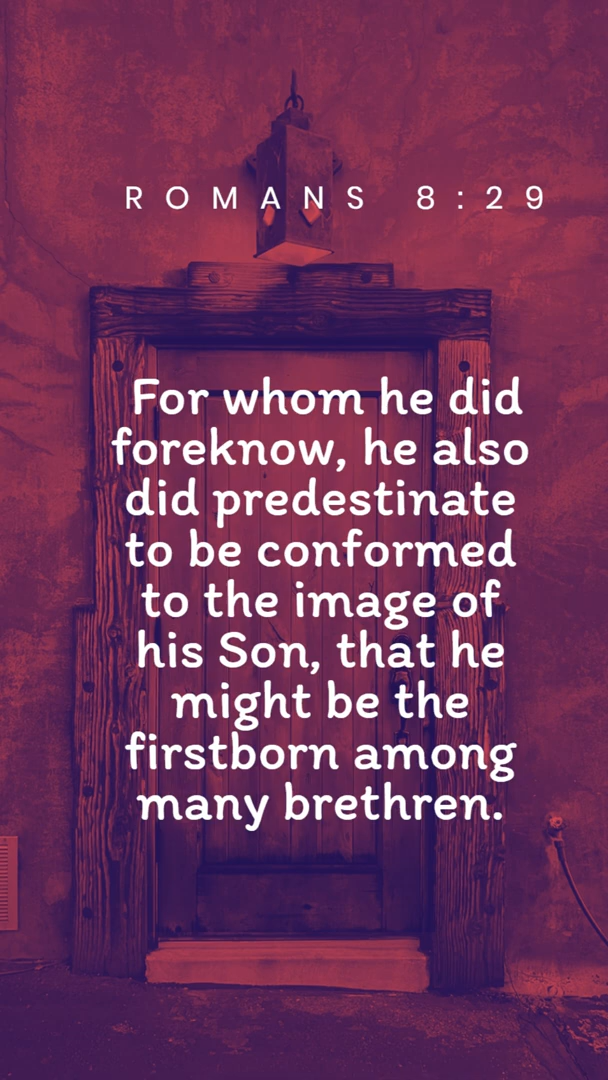 ROMANS 8:29
For whom he did
foreknow, he also
did predestinate
to be conformed
to the image of
his Son, that he
might be the
firstborn among
many brethren.